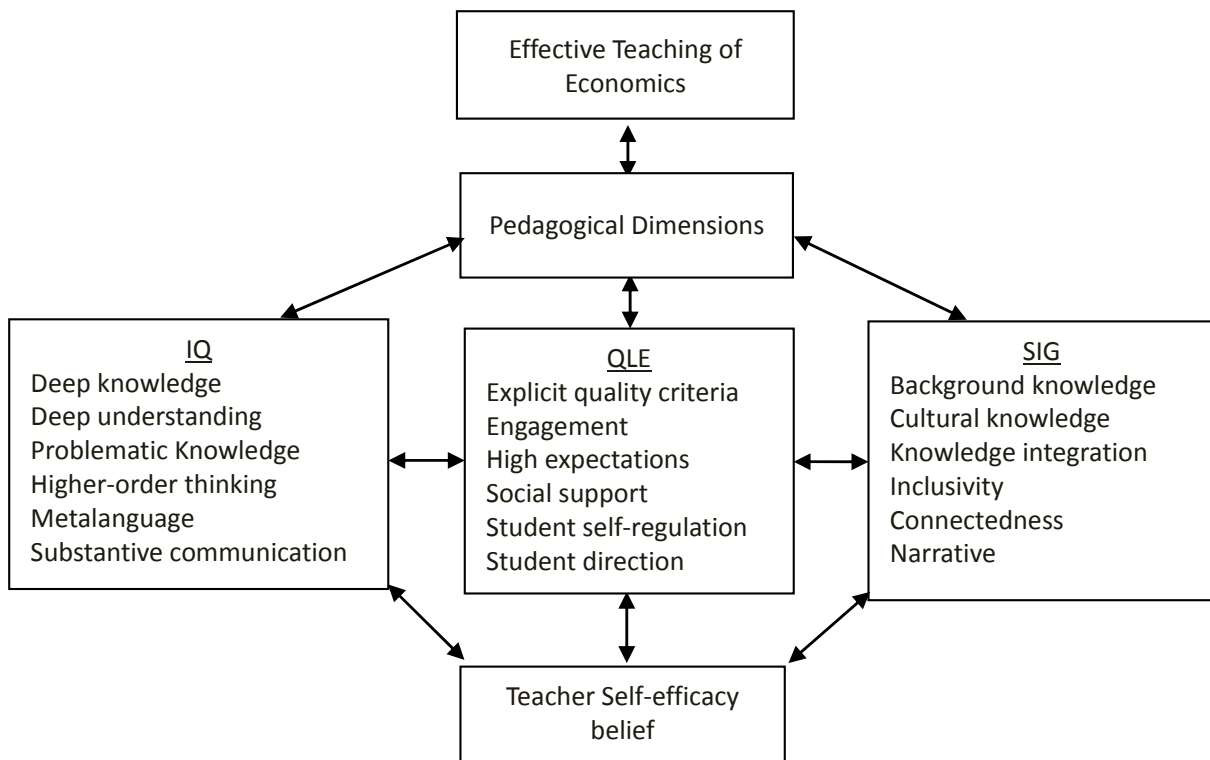 Effective Teaching of
Economics
Pedagogical Dimensions
IQ
Deep knowledge
Deep understanding
Problematic Knowledge
Higher-order thinking
Metalanguage
Substantive communication
QLE
Explicit quality criteria
Engagement
High expectations
Social support
Student self-regulation
Student direction
SIG
Background knowledge
Cultural knowledge
Knowledge integration
Inclusivity
Connectedness
Narrative
Teacher Self-efficacy
belief